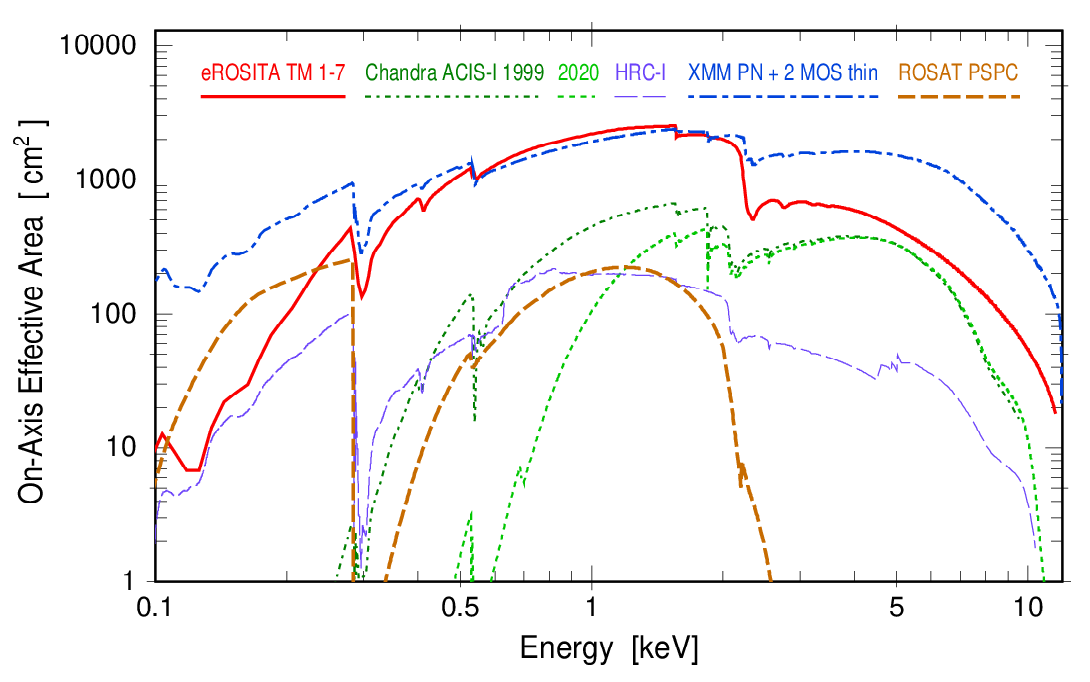 10000
eROSITA TM 1-7 Chandra ACIS-I 1999 2020 HRC-I XMM PN + 2 MOS thin ROSAT PSPC
1000
100
10
1
On-Axis Effective Area [ cm2 ]
0.1 0.5 1 5 10
Energy [keV]